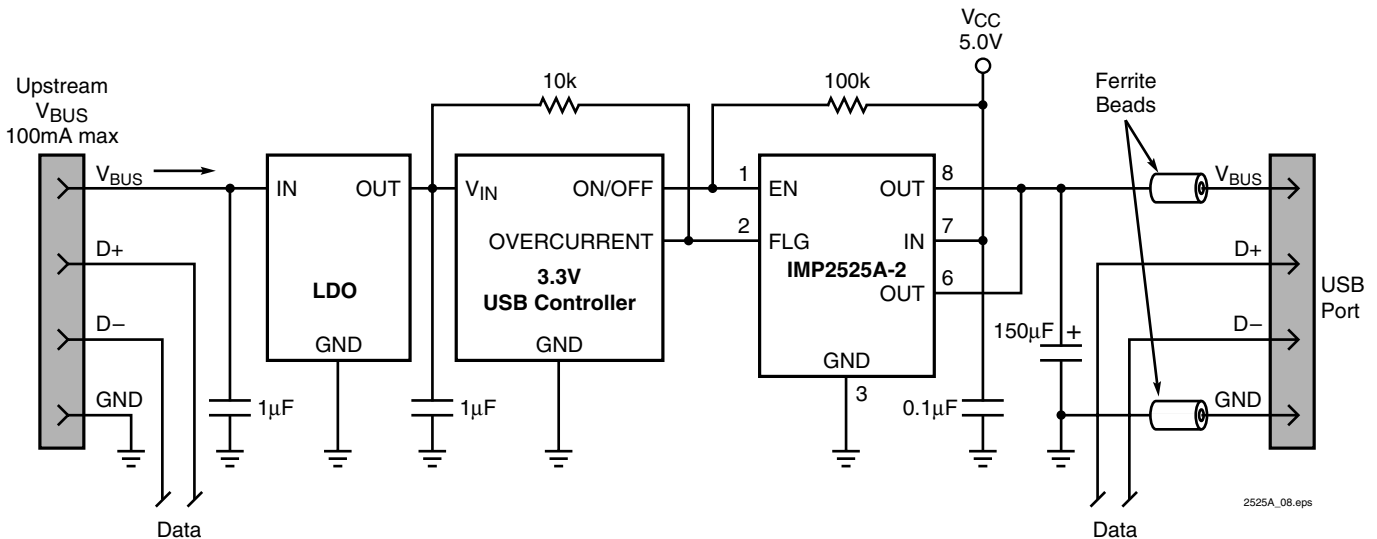 Upstream
VBUS
100mA max
VBUS
D+
D−
GND
Data
1µF
IN
OUT
LDO
GND
1µF
10k
VIN
ON/OFF
OVERCURRENT
3.3V
USB Controller
GND
100k
1
2
EN
FLG
OUT
IN
IMP2525A-2
OUT
GND
8
7
6
3
VCC
5.0V
0.1µF
150µF +
Ferrite
Beads
VBUS
D+
D−
GND
USB
Port
Data
2525A_08.eps